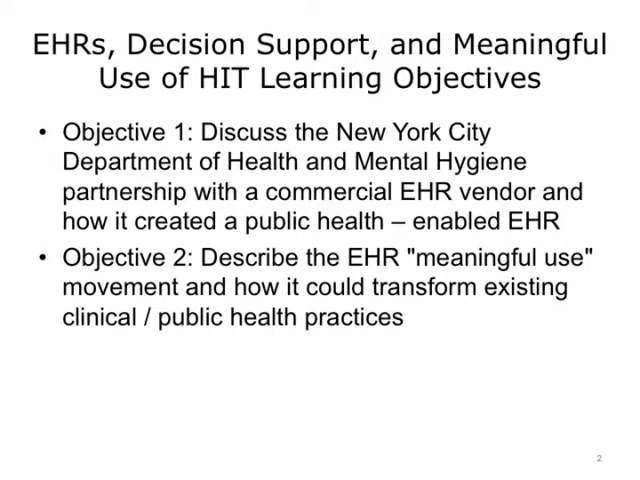 EHRs, Decision Support, and Meaningful
Use of HIT Learning Objectives
• Objective 1: Discuss the New York City
Department of Health and Mental Hygiene
partnership with a commercial EHR vendor and
how it created a public health – enabled EHR
• Objective 2: Describe the EHR "meaningful use"
movement and how it could transform existing
clinical / public health practices
2